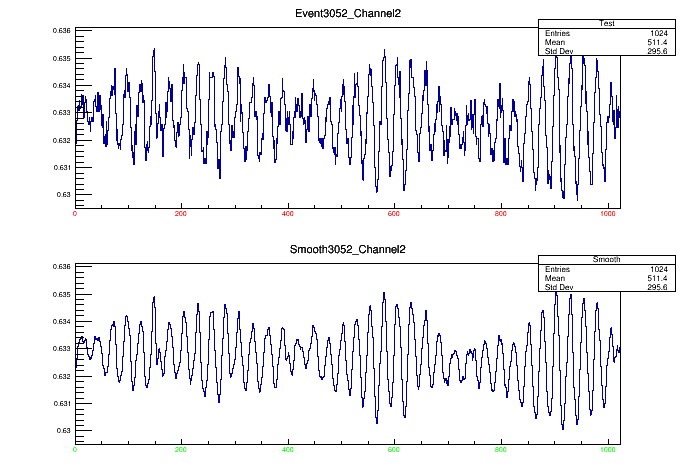 Event3052_Channel2
Test
Entries 1024
Mean 511.4
Std Dev 295.6
0.636
0.635
0.634
0.633
0.632
0.631
0.63
0 200 400 600 800 1000
Smooth3052_Channel2
Smooth
Entries 1024
Mean 511.4
Std Dev 295.6
0.636
0.635
0.634
0.633
0.632
0.631
0.63
0 200 400 600 800 1000